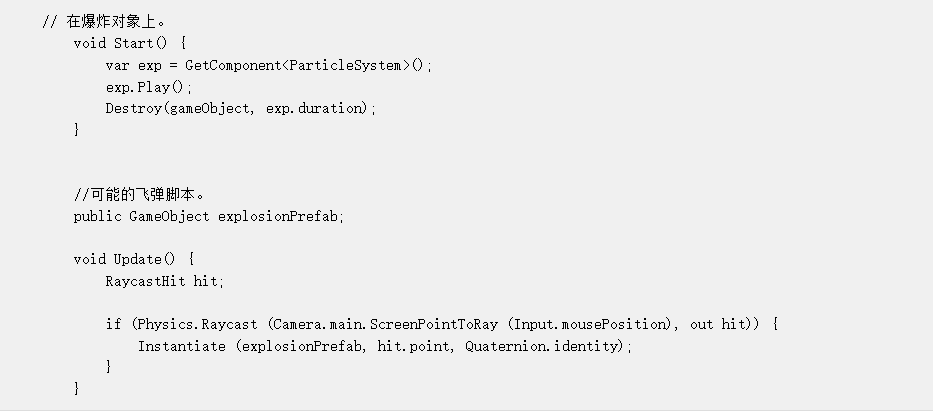 // 在爆炸对象上。
void Start() {
var exp = GetComponent<ParticleSystem>();
exp.Play();
Destroy(gameObject, exp.duration);
}
//可能的飞弹脚本。
public GameObject explosionPrefab;
void Update() {
RaycastHit hit;
if (Physics.Raycast (Camera.main.ScreenPointToRay (Input.mousePosition), out hit)) {
Instantiate (explosionPrefab, hit.point, Quaternion.identity);
}
}